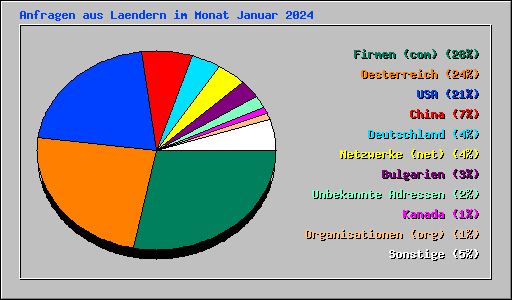 Anfragen aus Laendern im Monat Januar 2024
Firmen (com) (28%)
Oesterreich (24%)
USA (21%)
China (7%)
Deutschland (4%)
Netzwerke (net) (4%)
Bulgarien (3%)
Unbekannte Adressen (2%)
Kanada (1%)
Organisationen (org) (1%)
Sonstige (5%)